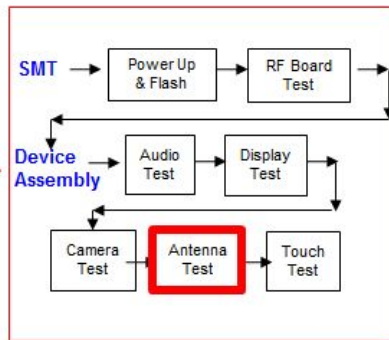 SMT
Power Up
& Flash
RF Board
Test
Device
Assembly
Audio
Test
Display
Test
Camera
Test
Antenna
Test
Touch
Test